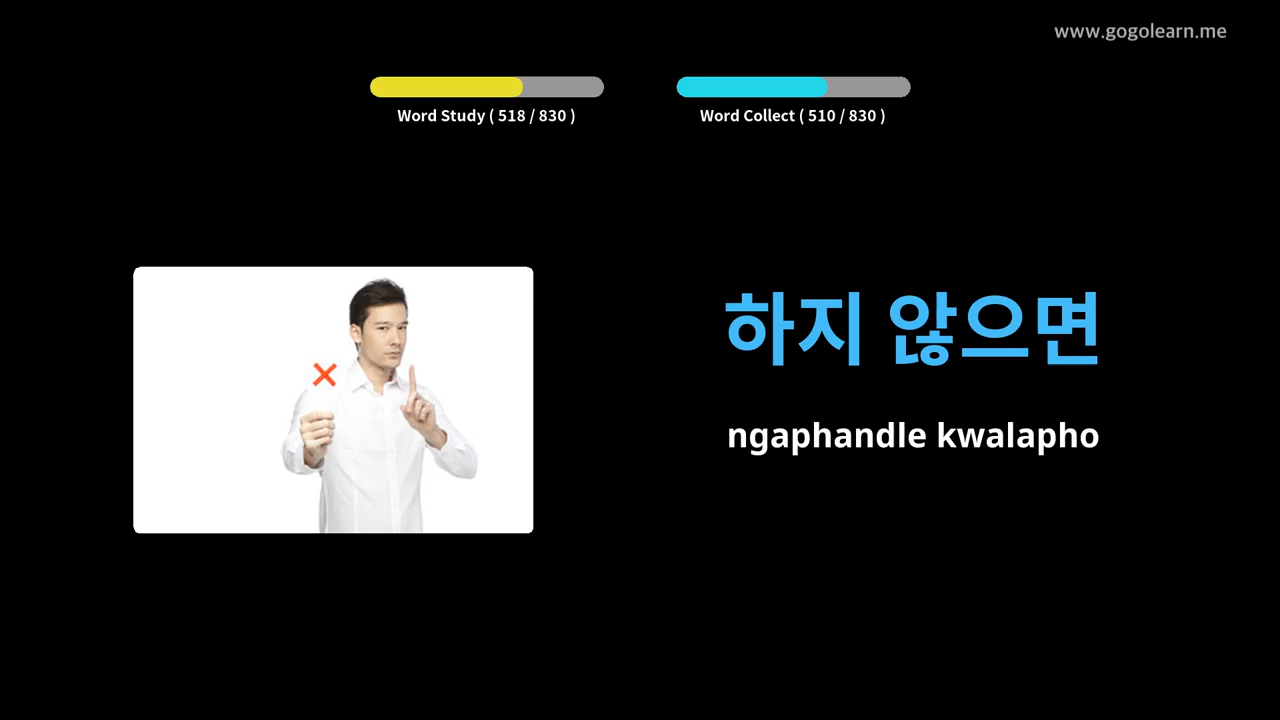 www.gogolearn.me
Word Study ( 518 / 830 )
Word Collect ( 510 / 830 )
하지 않으면
ngaphandle kwalapho